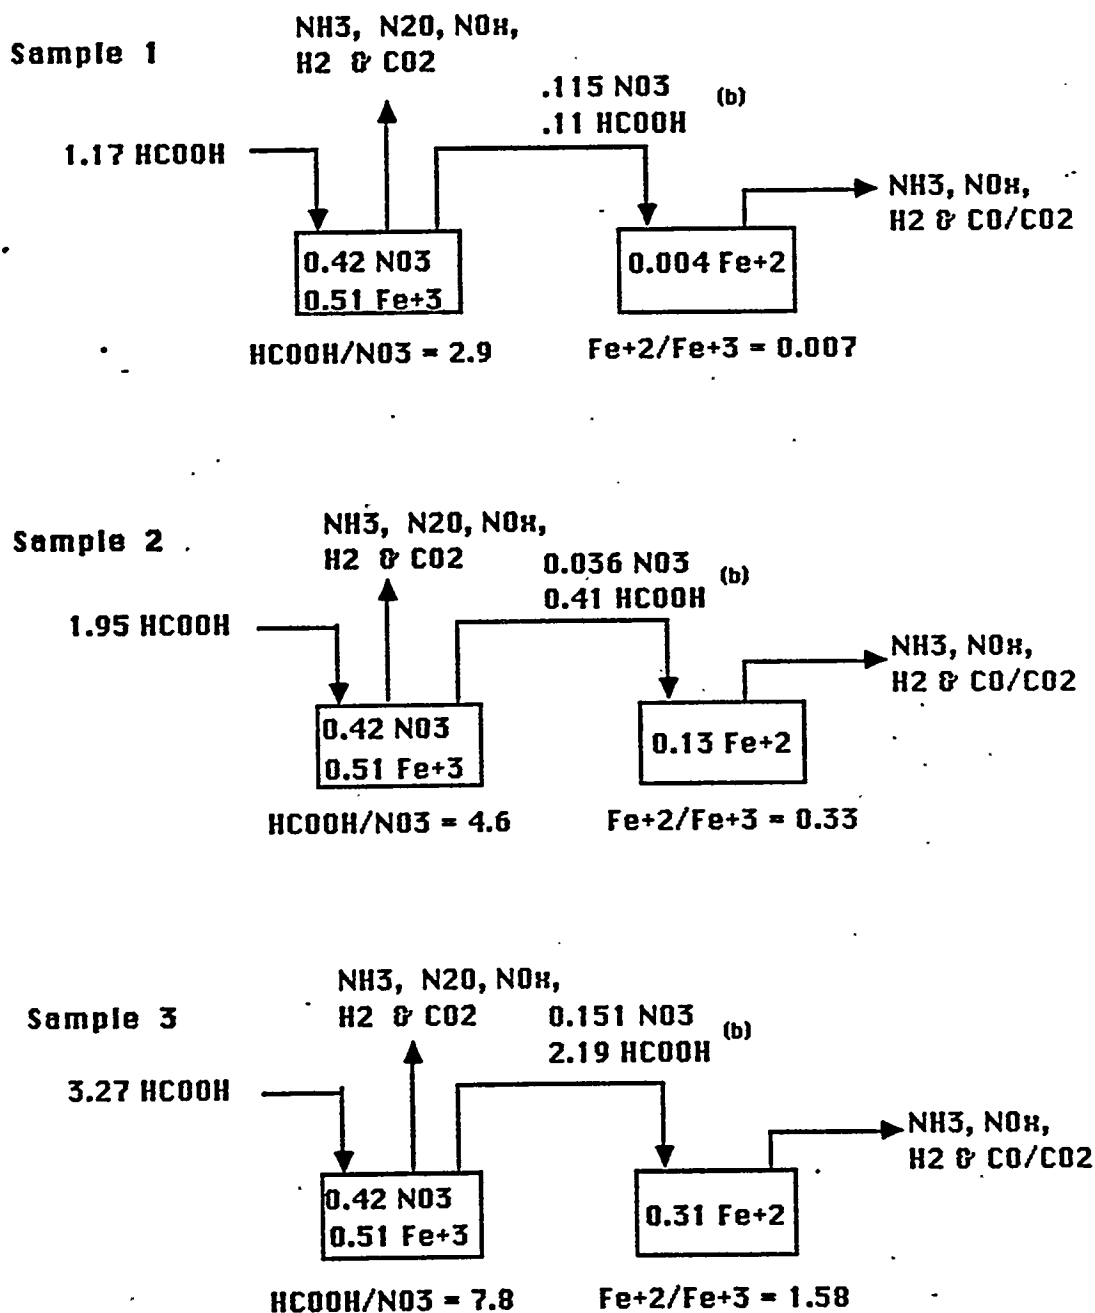 Sample 1
NH3, N2O, NOx,
H2 & CO2
.115 NO3
.11 HCOOH
(b)
1.17 HCOOH
NH3, NOx,
H2 & CO/CO2
0.42 NO3
0.51 Fe+3
0.004 Fe+2
HCOOH/NO3 = 2.9
Fe+2/Fe+3 = 0.007
Sample 2
NH3, N2O, NOx,
H2 & CO2
0.036 NO3
0.41 HCOOH
(b)
1.95 HCOOH
NH3, NOx,
H2 & CO/CO2
0.42 NO3
0.51 Fe+3
0.13 Fe+2
HCOOH/NO3 = 4.6
Fe+2/Fe+3 = 0.33
Sample 3
NH3, N2O, NOx,
H2 & CO2
0.151 NO3
2.19 HCOOH
(b)
3.27 HCOOH
NH3, NOx,
H2 & CO/CO2
0.42 NO3
0.51 Fe+3
0.31 Fe+2
HCOOH/NO3 = 7.8
Fe+2/Fe+3 = 1.58